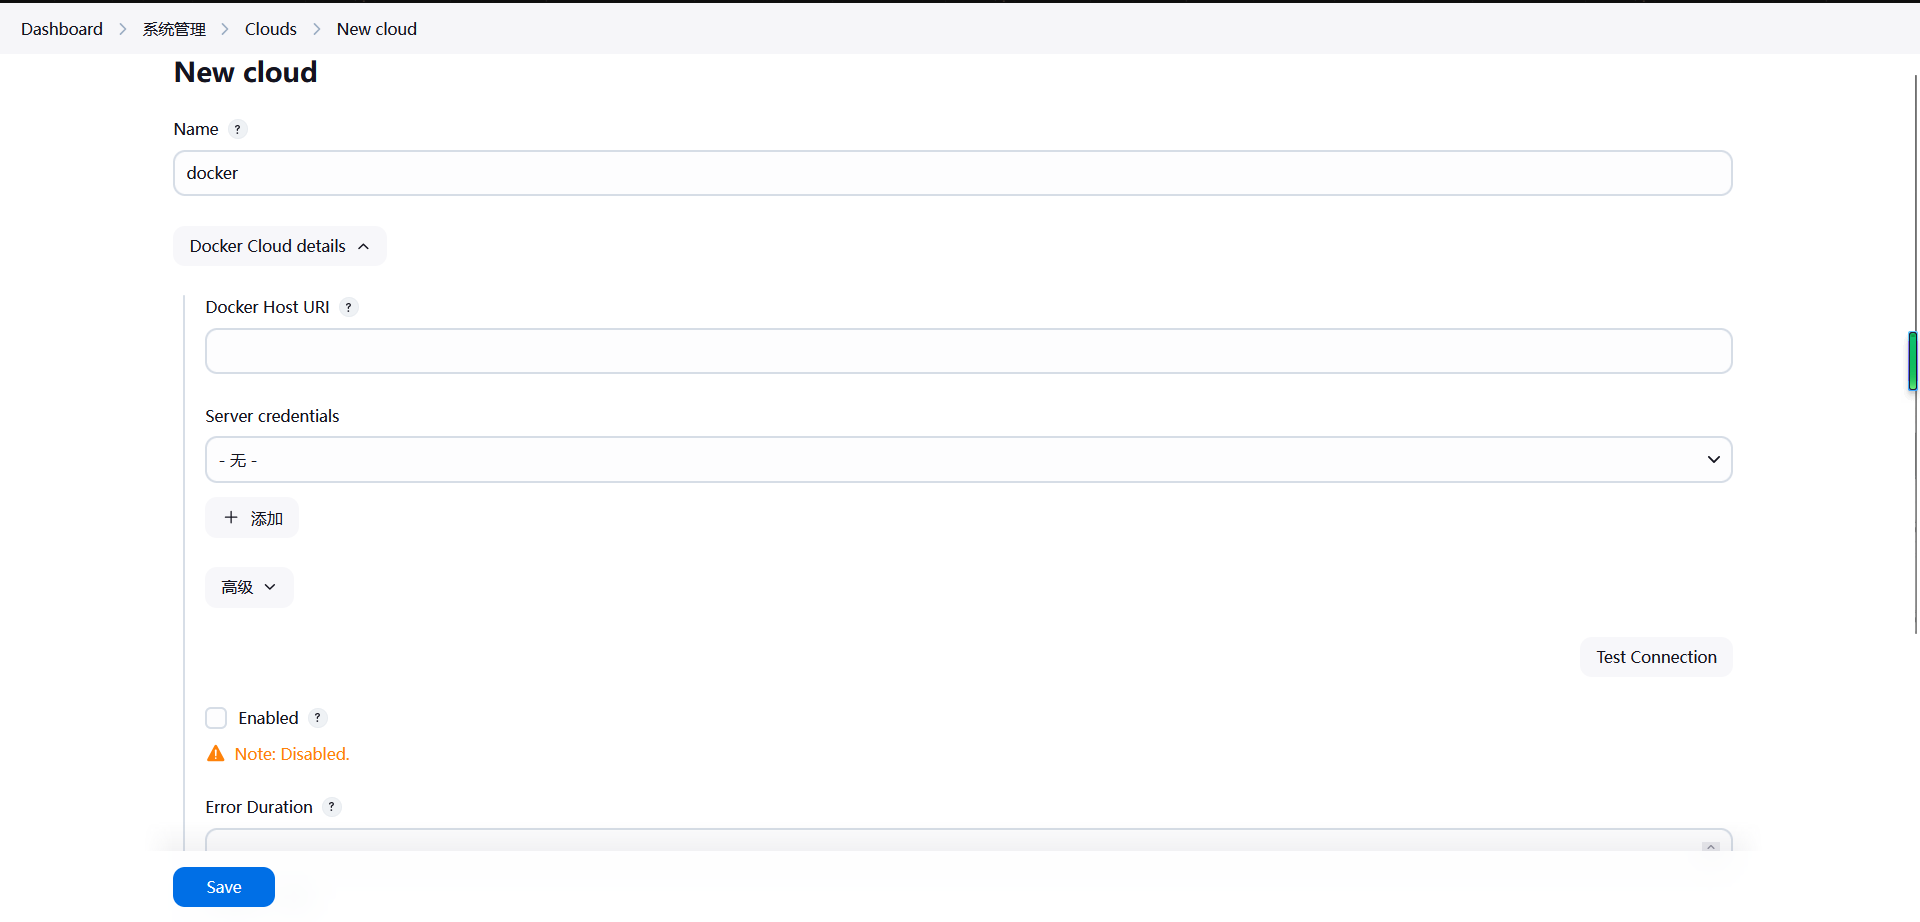 Dashboard > 系统管理 > Clouds > New cloud
New cloud
Name ?
docker
Docker Cloud details
Docker Host URI ?
Server credentials
- 无 -
+ 添加
高级
Test Connection
Enabled ?
Note: Disabled.
Error Duration ?
Save